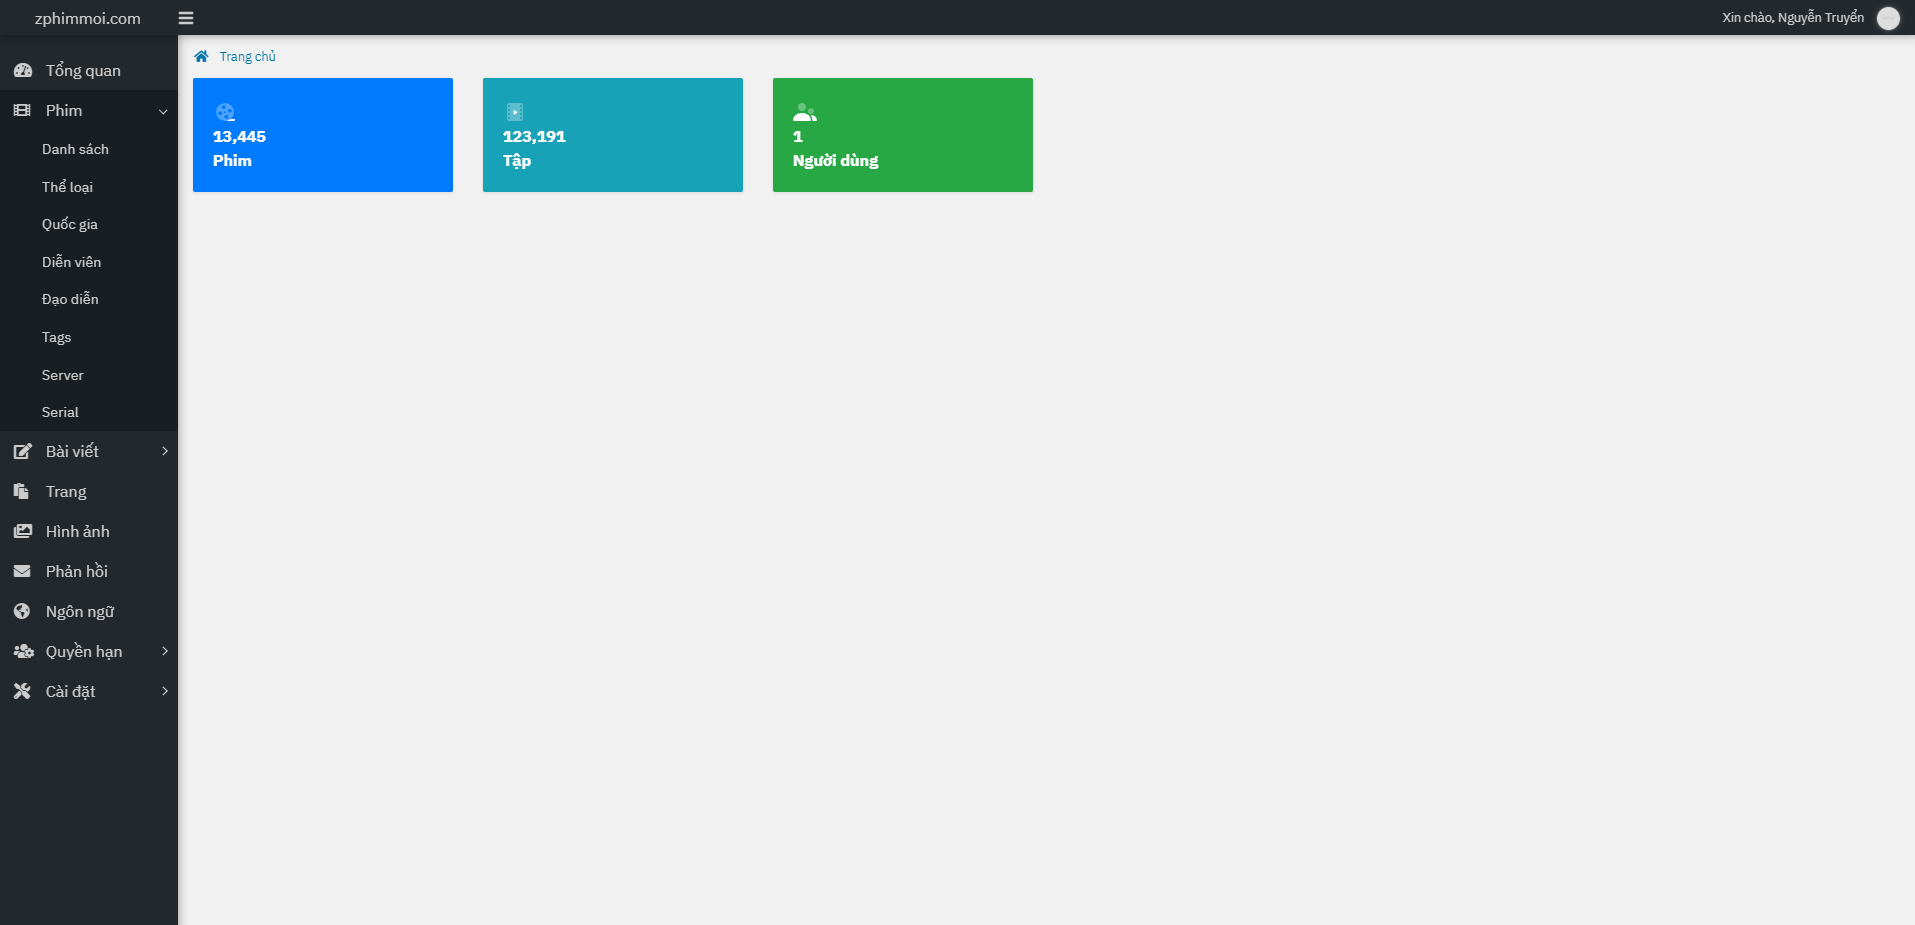 zphimmoi.com
Xin chào, Nguyễn Truyển
Tổng quan
Phim
Danh sách
Thể loại
Quốc gia
Diễn viên
Đạo diễn
Tags
Server
Serial
Bài viết
Trang
Hình ảnh
Phản hồi
Ngôn ngữ
Quyền hạn
Cài đặt
Trang chủ
13,445
Phim
123,191
Tập
1
Người dùng